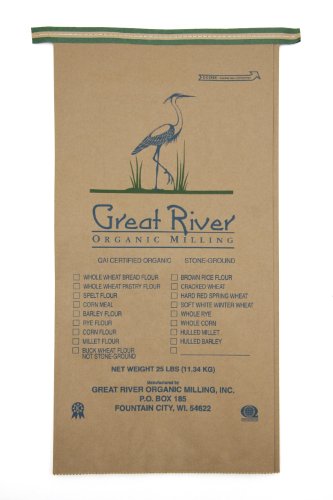 Great River
ORGANIC MILLING
QAI CERTIFIED ORGANIC STONE-GROUND
WHOLE WHEAT BREAD FLOUR
WHOLE WHEAT PASTRY FLOUR
SPELT FLOUR
CORN MEAL
BARLEY FLOUR
RYE FLOUR
CORN FLOUR
MILLET FLOUR
BUCK WHEAT FLOUR
NOT STONE-GROUND
BROWN RICE FLOUR
CRACKED WHEAT
HARD RED SPRING WHEAT
SOFT WHITE WINTER WHEAT
WHOLE RYE
WHOLE CORN
HULLED MILLET
HULLED BARLEY
NET WEIGHT 25 LBS (11.34 KG)
Manufactured by
GREAT RIVER ORGANIC MILLING, INC.
P.O. BOX 185
FOUNTAIN CITY, WI. 54622